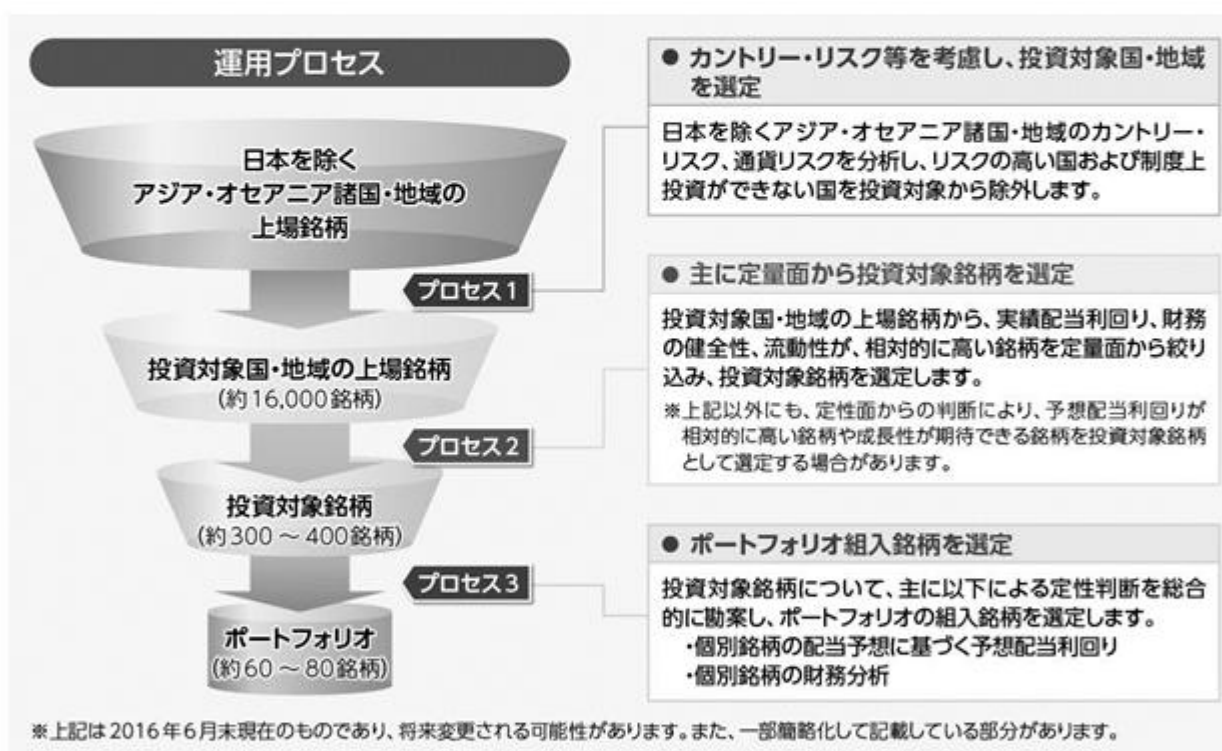 運用プロセス
日本を除く
アジア・オセアニア諸国・地域の
上場銘柄
プロセス1
投資対象国・地域の上場銘柄
(約16,000銘柄)
プロセス2
投資対象銘柄
(約300～400銘柄)
プロセス3
ポートフォリオ
(約60～80銘柄)
● カントリー・リスク等を考慮し、投資対象国・地域
を選定
日本を除くアジア・オセアニア諸国・地域のカントリー・
リスク、通貨リスクを分析し、リスクの高い国および制度上
投資ができない国を投資対象から除外します。
● 主に定量面から投資対象銘柄を選定
投資対象国・地域の上場銘柄から、実績配当利回り、財務
の健全性、流動性が、相対的に高い銘柄を定量面から絞り
込み、投資対象銘柄を選定します。
※上記以外にも、定性面からの判断により、予想配当利回りが
相対的に高い銘柄や成長性が期待できる銘柄を投資対象銘柄
として選定する場合があります。
● ポートフォリオ組入銘柄を選定
投資対象銘柄について、主に以下による定性判断を総合
的に勘案し、ポートフォリオの組入銘柄を選定します。
・個別銘柄の配当予想に基づく予想配当利回り
・個別銘柄の財務分析
※上記は2016年6月末現在のものであり、将来変更される可能性があります。また、一部簡略化して記載している部分があります。